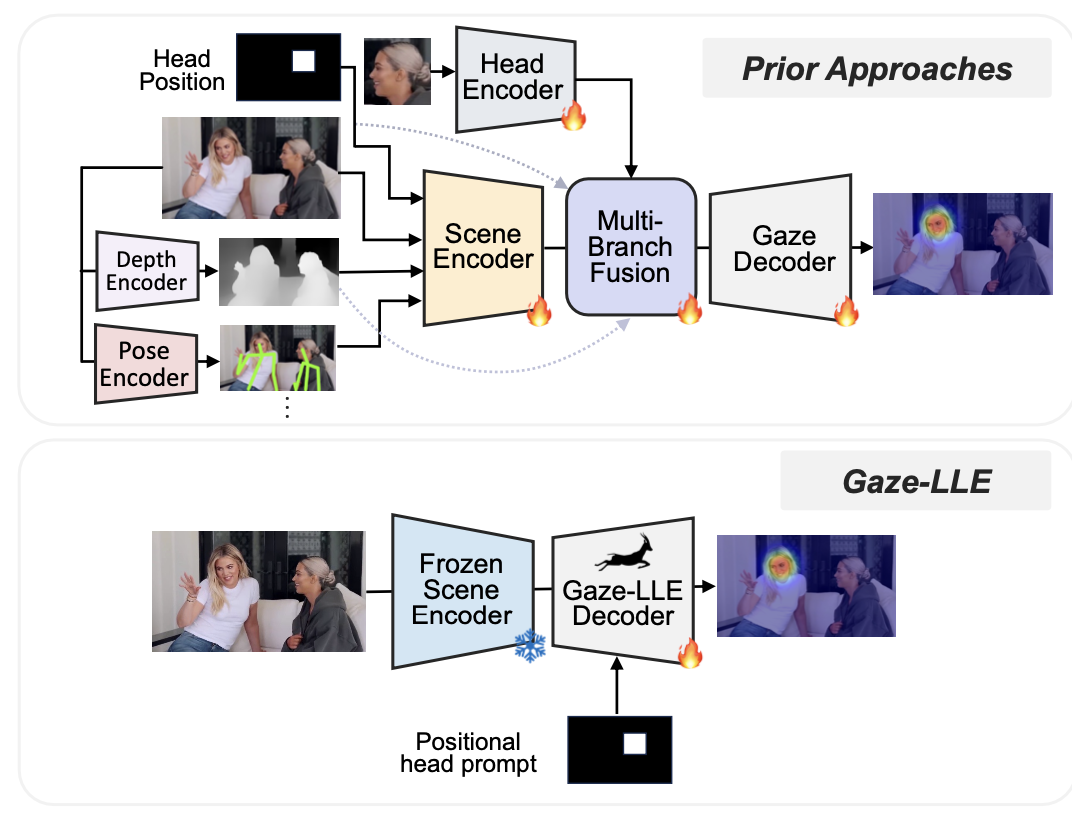 Head
Position
Head
Encoder
Prior Approaches
Scene
Encoder
Multi-
Branch
Fusion
Gaze
Decoder
Depth
Encoder
Pose
Encoder
Gaze-LLE
Frozen
Scene
Encoder
Gaze-LLE
Decoder
Positional
head prompt